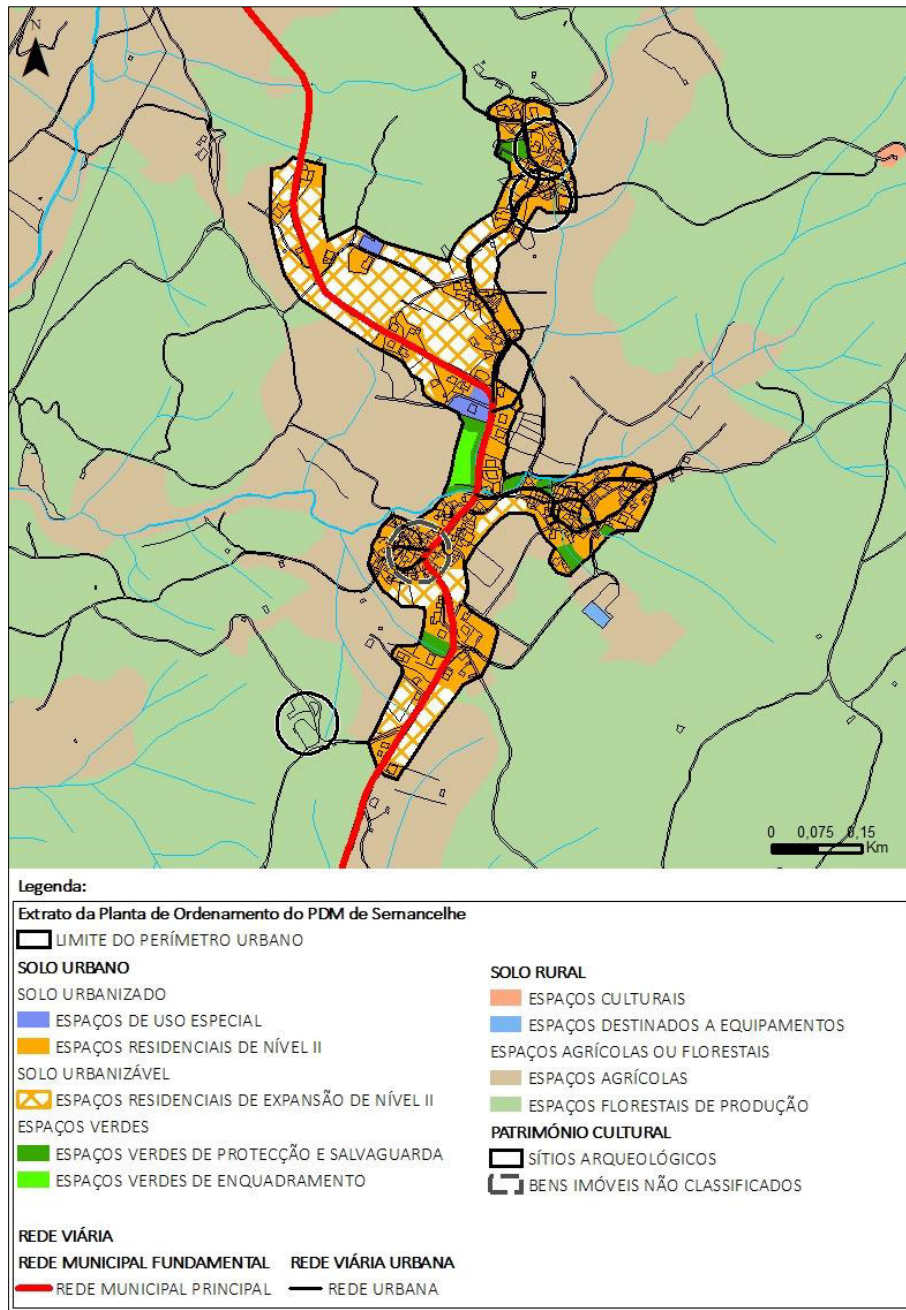 N
0 0,075 0,15
Km
Legenda:
Extrato da Planta de Ordenamento do PDM de Sernancelhe
LIMITE DO PERÍMETRO URBANO
SOLO URBANO
SOLO URBANIZADO
ESPAÇOS DE USO ESPECIAL
ESPAÇOS RESIDENCIAIS DE NÍVEL II
SOLO URBANIZÁVEL
ESPAÇOS RESIDENCIAIS DE EXPANSÃO DE NÍVEL II
ESPAÇOS VERDES
ESPAÇOS VERDES DE PROTECÇÃO E SALVAGUARDA
ESPAÇOS VERDES DE ENQUADRAMENTO
SOLO RURAL
ESPAÇOS CULTURAIS
ESPAÇOS DESTINADOS A EQUIPAMENTOS
ESPAÇOS AGRÍCOLAS OU FLORESTAIS
ESPAÇOS AGRÍCOLAS
ESPAÇOS FLORESTAIS DE PRODUÇÃO
PATRIMÓNIO CULTURAL
SÍTIOS ARQUEOLÓGICOS
BENS IMÓVEIS NÃO CLASSIFICADOS
REDE VIÁRIA
REDE MUNICIPAL FUNDAMENTAL REDE VIÁRIA URBANA
REDE MUNICIPAL PRINCIPAL REDE URBANA